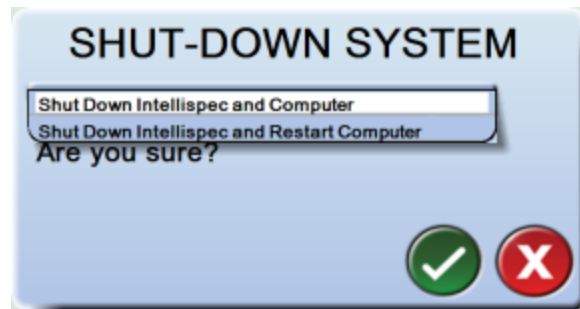 SHUT-DOWN SYSTEM
Shut Down Intellispec and Computer
Shut Down Intellispec and Restart Computer
Are you sure?